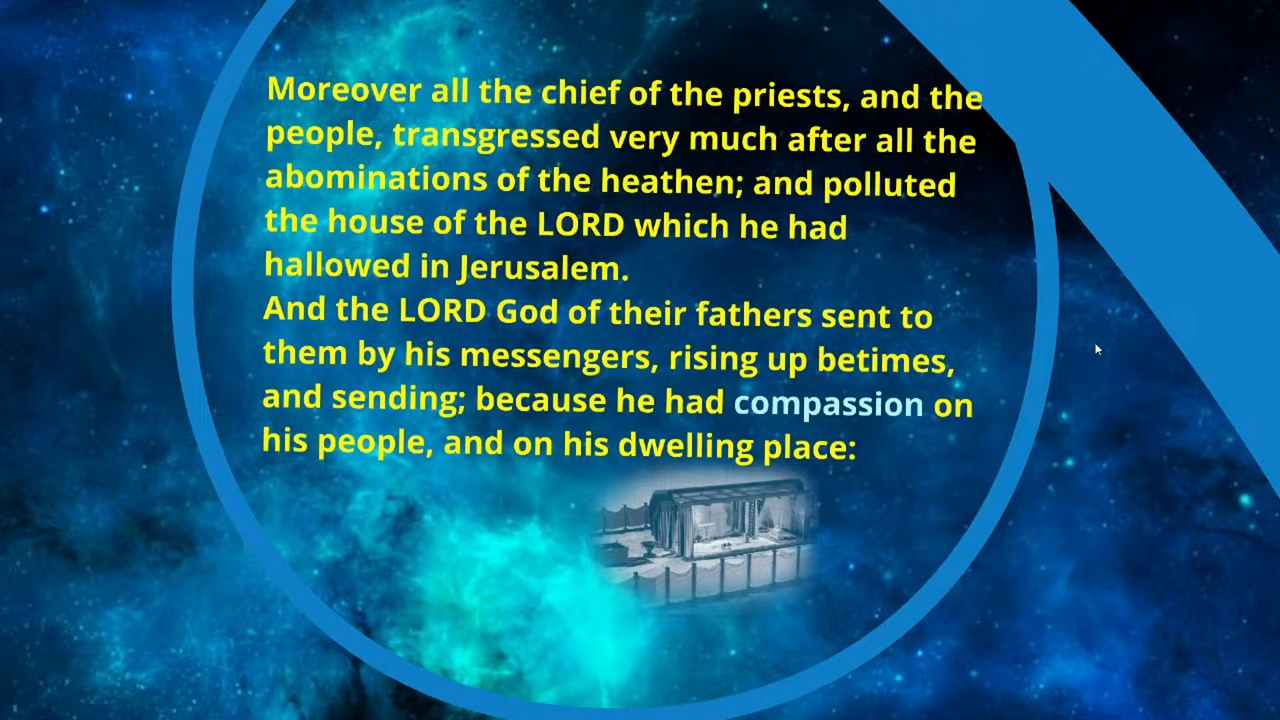 Moreover all the chief of the priests, and the
people, transgressed very much after all the
abominations of the heathen; and polluted
the house of the LORD which he had
hallowed in Jerusalem.
And the LORD God of their fathers sent to
them by his messengers, rising up betimes,
and sending; because he had compassion on
his people, and on his dwelling place: